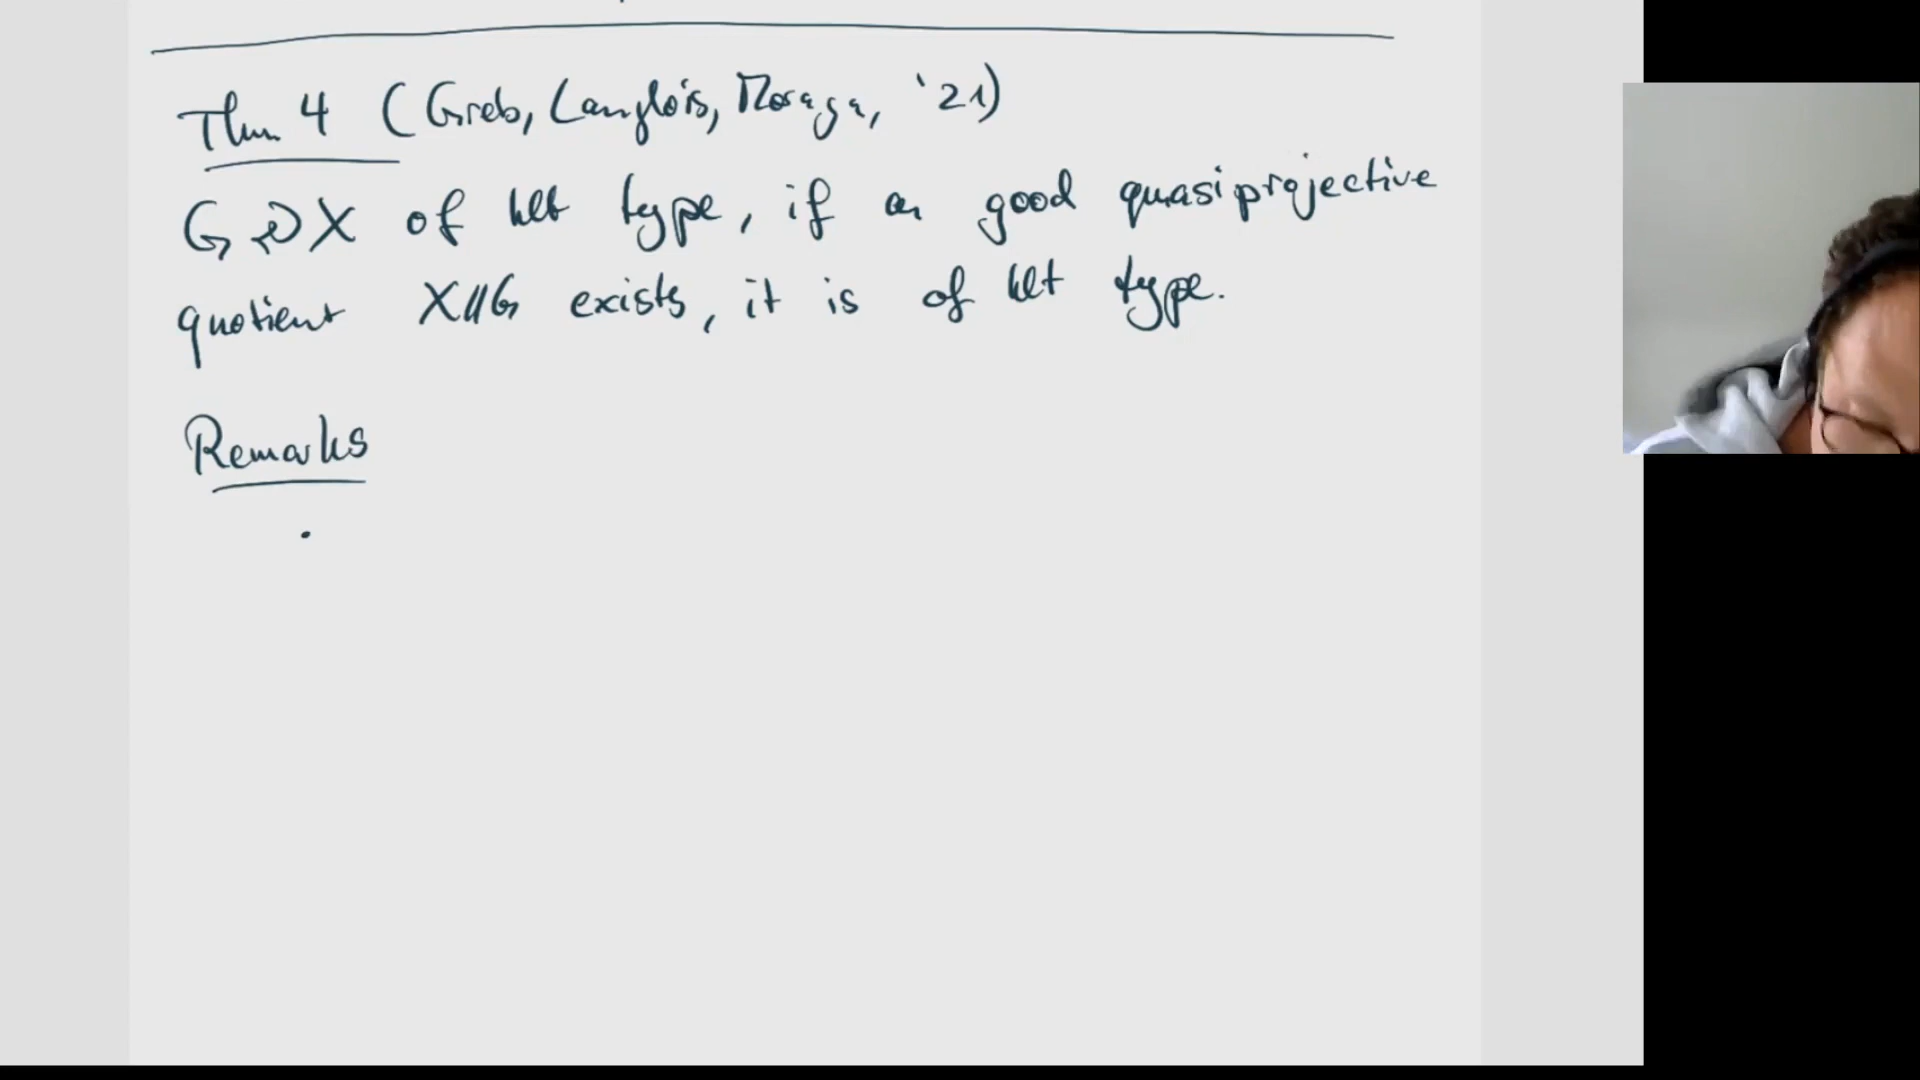 Thm 4 (Greb, Langlois, Moraga, '21)
G ↷ X of klt type, if a good quasiprojective
quotient X//G exists, it is of klt type.
Remarks
•